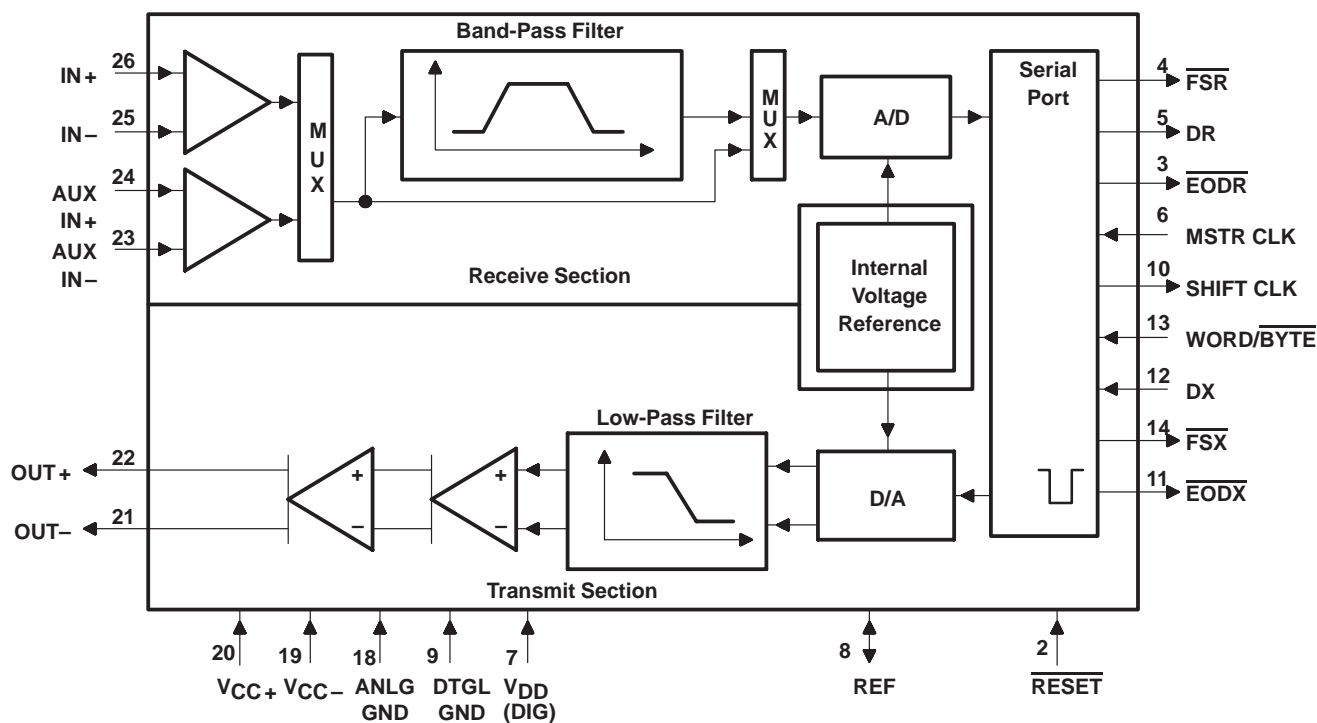 Band-Pass Filter
IN+
26
IN–
25
AUX
24
IN+
AUX
23
IN–
M
U
X
M
U
X
A/D
Serial
Port
4
FSR
5
DR
3
EODR
6
MSTR CLK
10
SHIFT CLK
13
WORD/BYTE
12
DX
14
FSX
11
EODX
Receive Section
Internal
Voltage
Reference
Low-Pass Filter
OUT+
22
OUT–
21
+
–
+
–
D/A
Transmit Section
20
VCC+
19
VCC–
18
ANLG
GND
9
DTGL
GND
7
VDD
(DIG)
8
REF
2
RESET